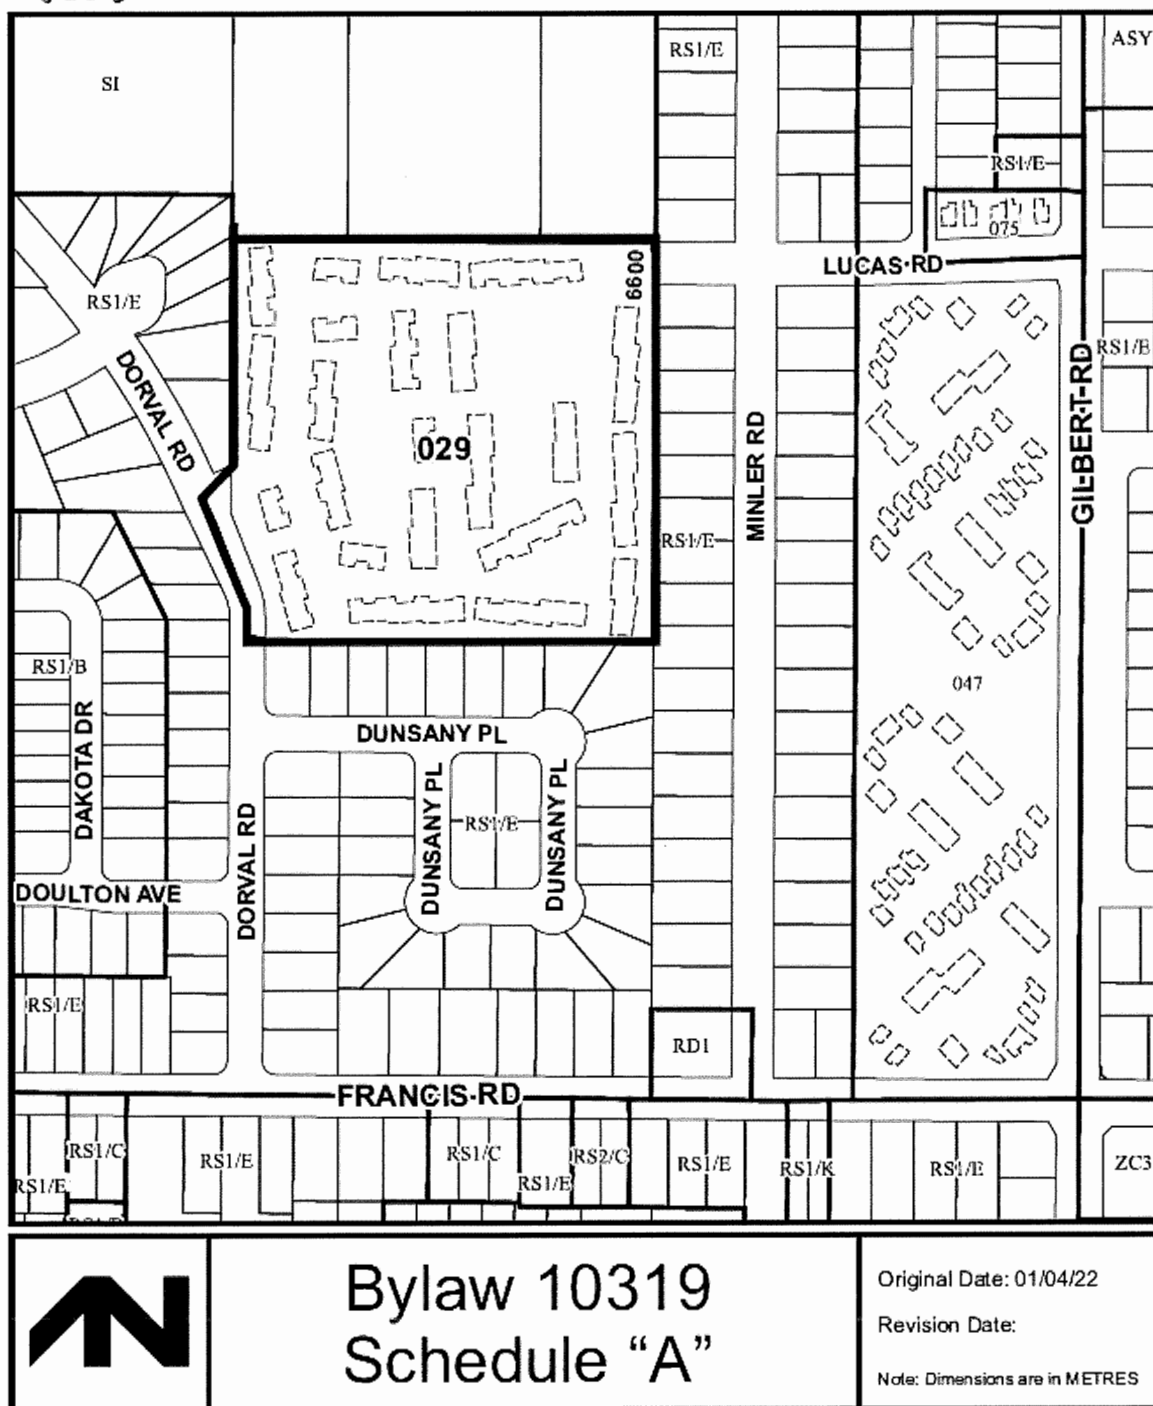 SI
RS1/E
ASY
RS1/E
075
LUCAS RD
6600
RS1/E
RS1/B
DORVAL RD
GILBERT RD
029
MINLER RD
RS1/E
RS1/B
047
DAKOTA DR
DUNSANY PL
DUNSANY PL
DUNSANY PL
RS1/E
DORVAL RD
DOULTON AVE
RS1/E
RD1
FRANCIS RD
RS1/C
RS1/E
RS1/C
RS2/C
RS1/E
RS1/K
RS1/E
ZC3
RS1/E
RS1/E
Bylaw 10319
Schedule “A”
Original Date: 01/04/22
Revision Date:
Note: Dimensions are in METRES